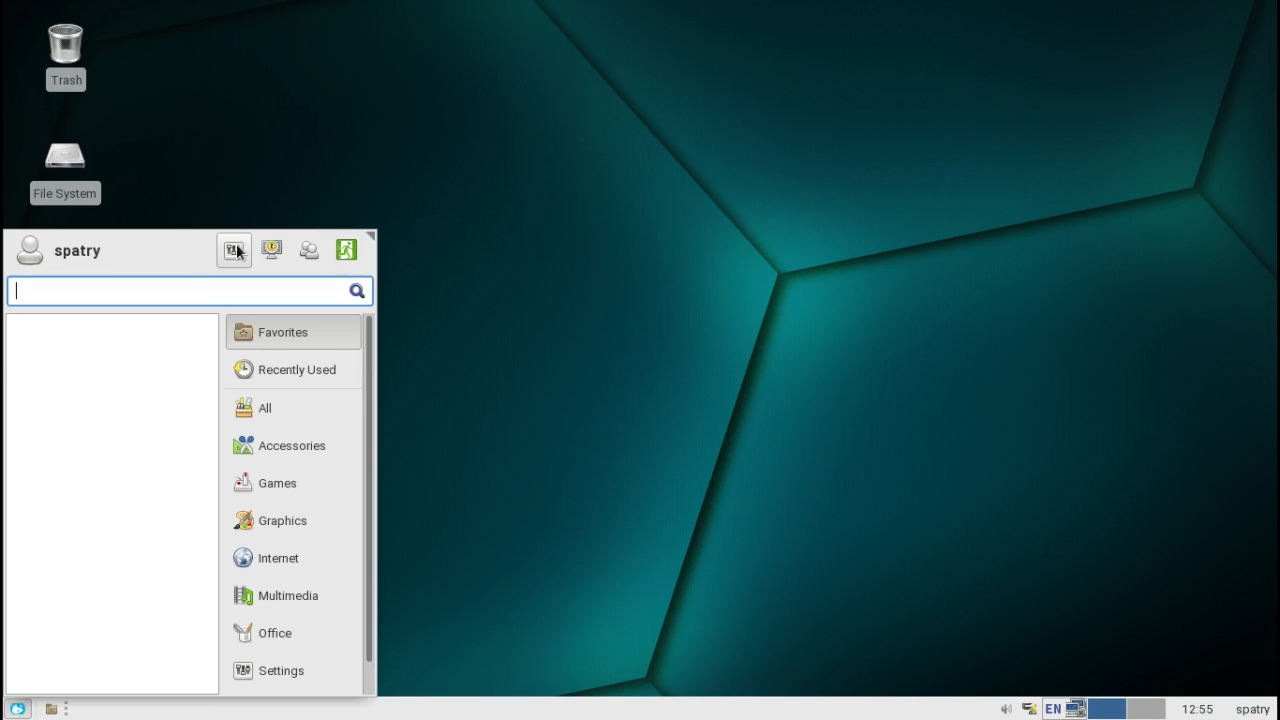 Trash
File System
spatry
Favorites
Recently Used
All
Accessories
Games
Graphics
Internet
Multimedia
Office
Settings
EN
12:55
spatry